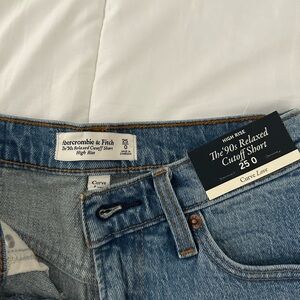 Abercrombie & Fitch
The '90s Relaxed Cutoff Short
High Rise
25
0
Curve
HIGH RISE
The '90s Relaxed
Cutoff Short
25 0
Curve Love